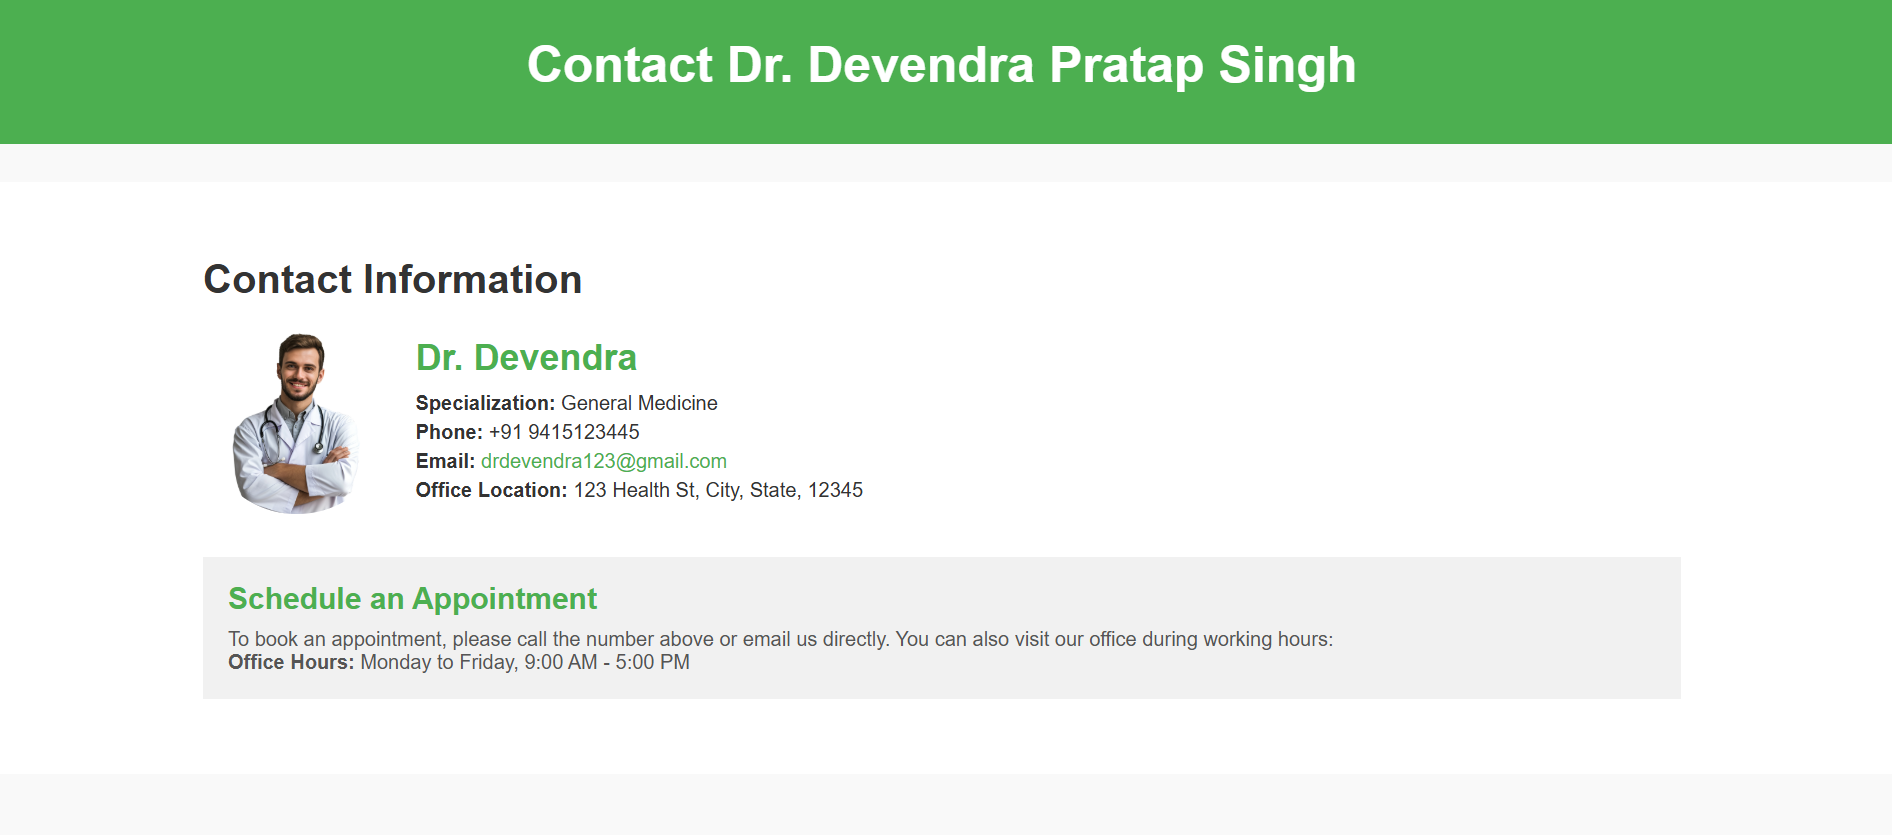 Contact Dr. Devendra Pratap Singh
Contact Information
Dr. Devendra
Specialization: General Medicine
Phone: +91 9415123445
Email: drdevendra123@gmail.com
Office Location: 123 Health St, City, State, 12345
Schedule an Appointment
To book an appointment, please call the number above or email us directly. You can also visit our office during working hours:
Office Hours: Monday to Friday, 9:00 AM - 5:00 PM